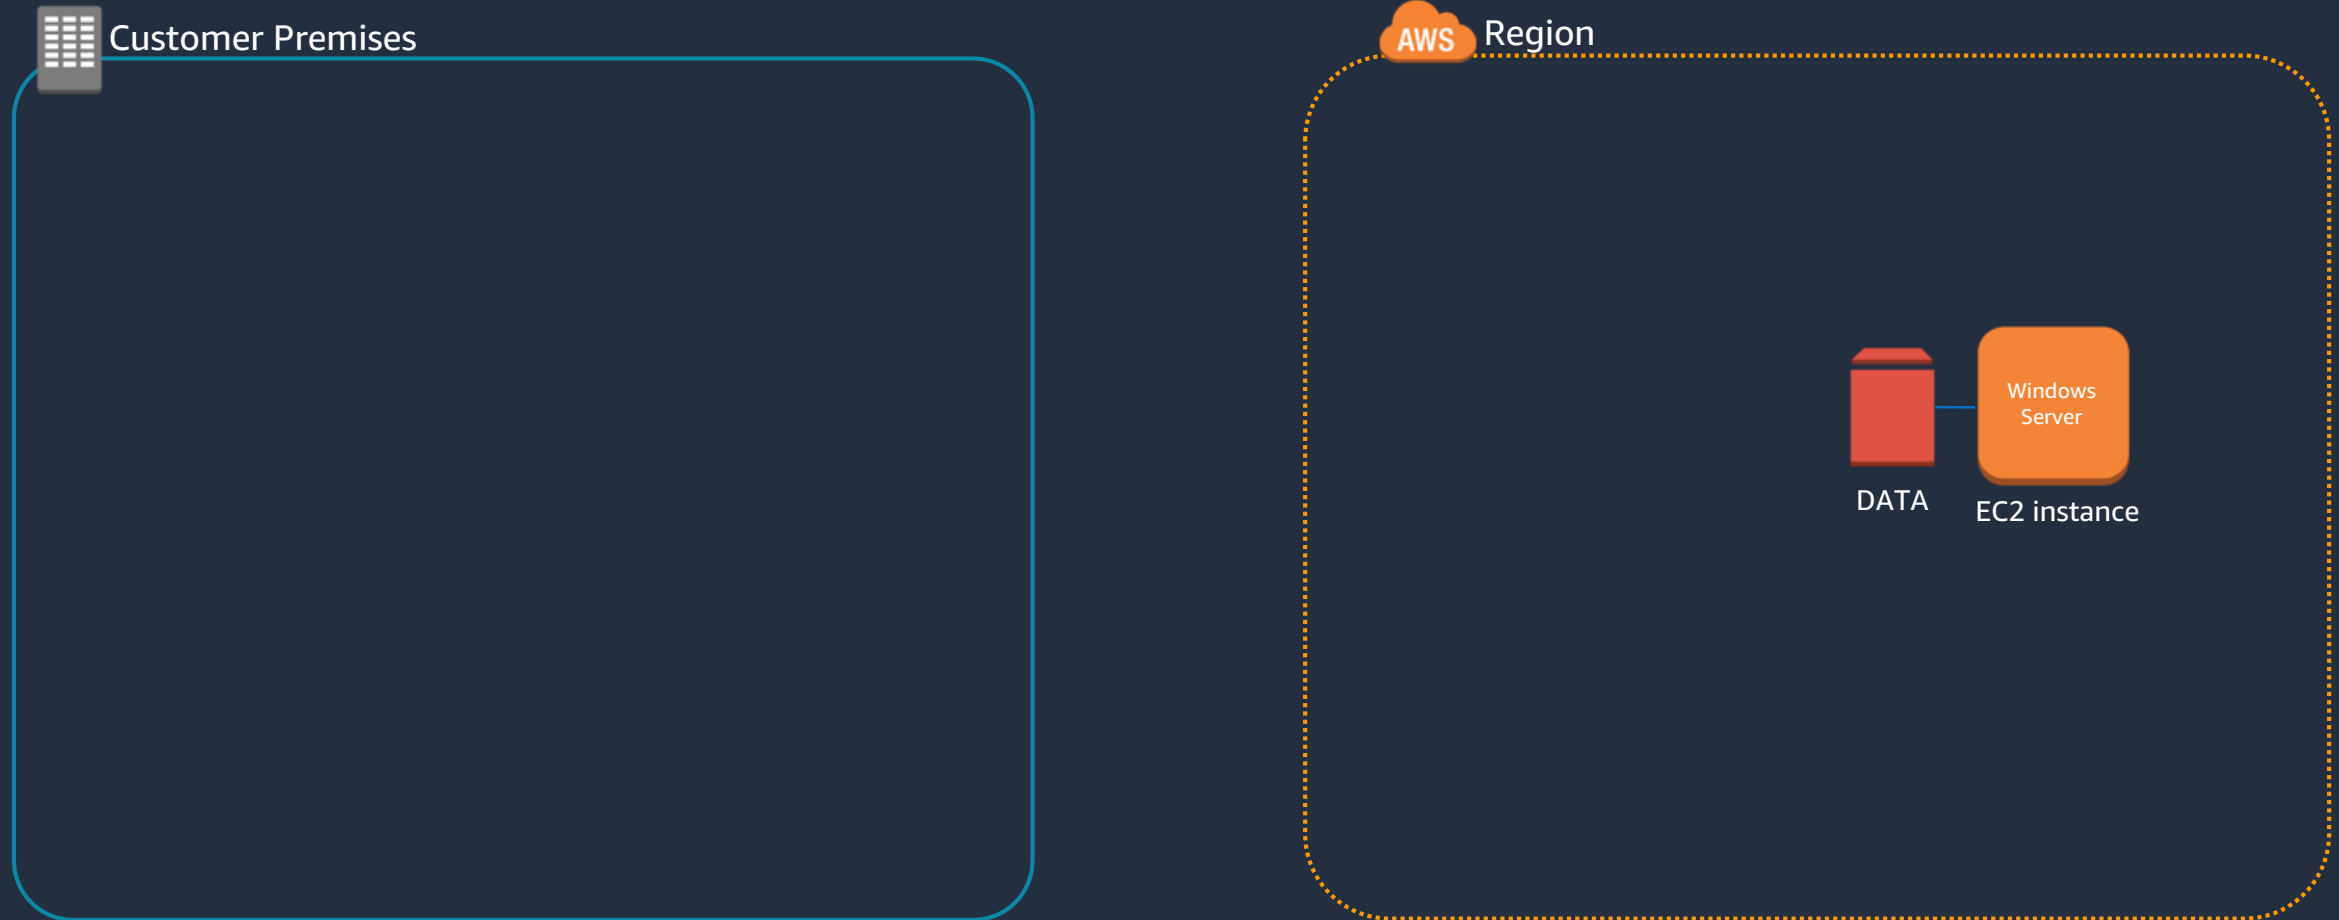 Customer Premises
AWS
Region
Windows
Server
DATA
EC2 instance